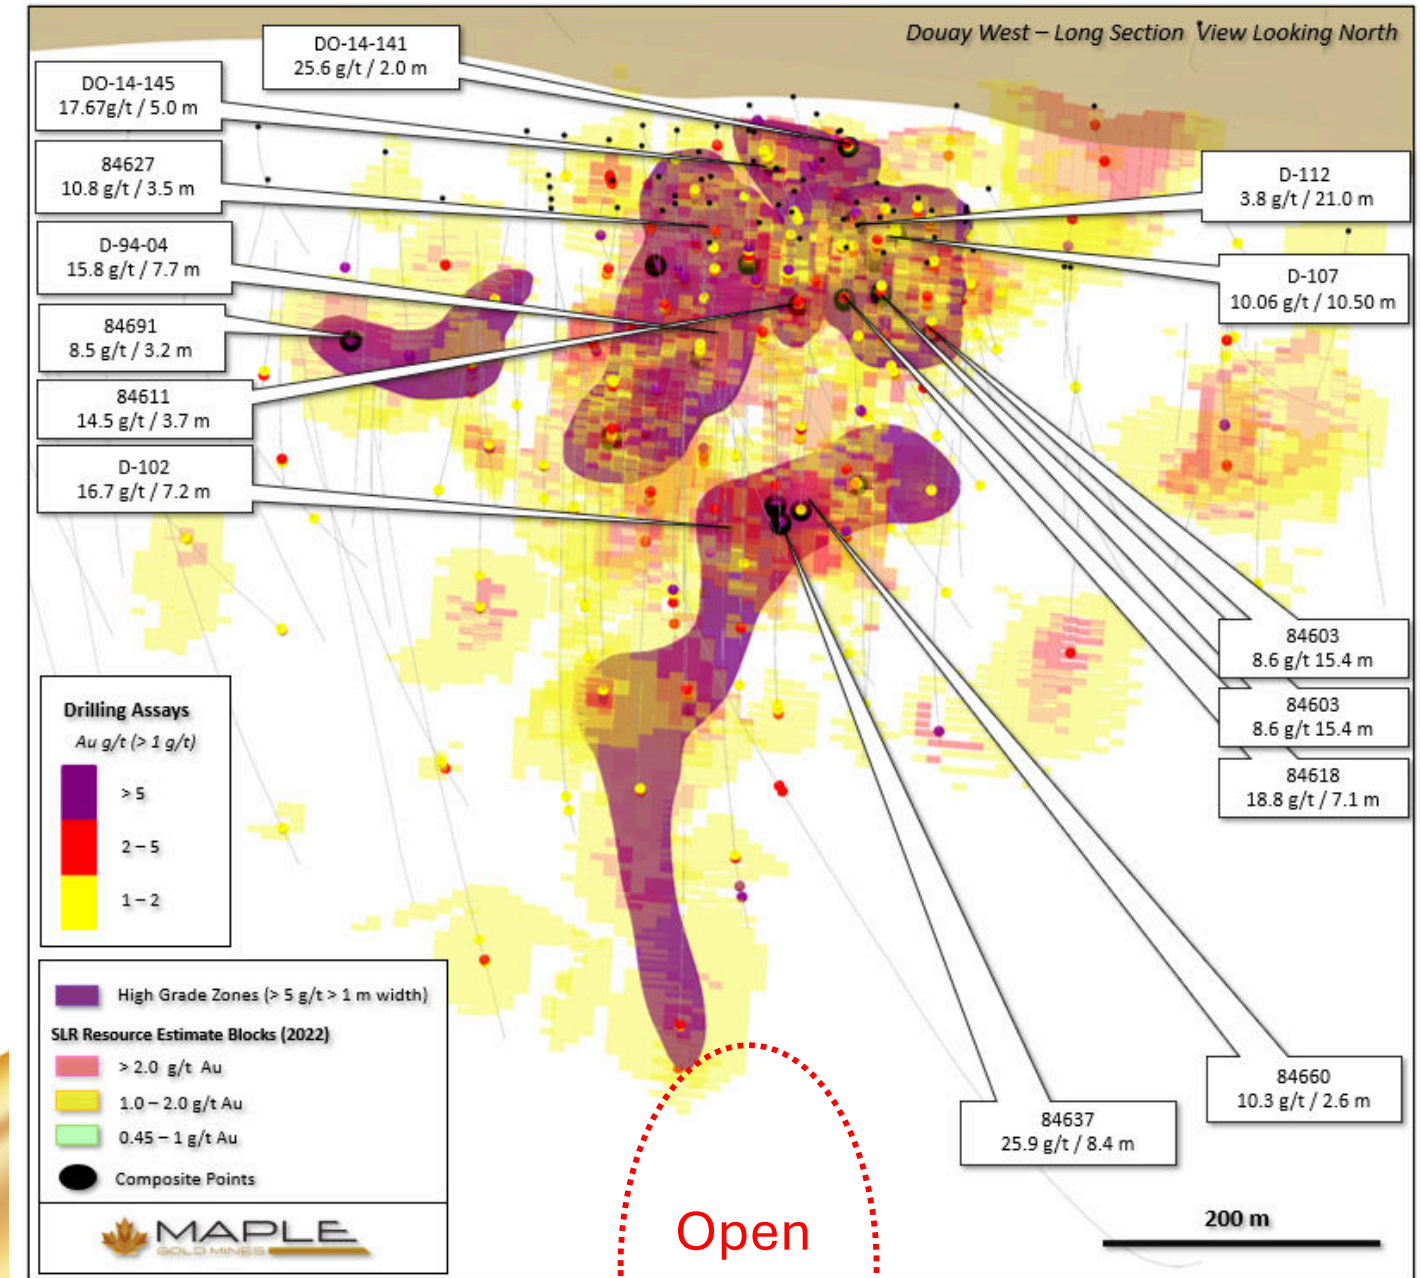 Douay West – Long Section View Looking North
DO-14-141
25.6 g/t / 2.0 m
DO-14-145
17.67g/t / 5.0 m
84627
10.8 g/t / 3.5 m
D-94-04
15.8 g/t / 7.7 m
84691
8.5 g/t / 3.2 m
84611
14.5 g/t / 3.7 m
D-102
16.7 g/t / 7.2 m
D-112
3.8 g/t / 21.0 m
D-107
10.06 g/t / 10.50 m
84603
8.6 g/t 15.4 m
84603
8.6 g/t 15.4 m
84618
18.8 g/t / 7.1 m
84660
10.3 g/t / 2.6 m
84637
25.9 g/t / 8.4 m
Drilling Assays
Au g/t (> 1 g/t)
> 5
2 – 5
1 – 2
High Grade Zones (> 5 g/t > 1 m width)
SLR Resource Estimate Blocks (2022)
> 2.0 g/t Au
1.0 – 2.0 g/t Au
0.45 – 1 g/t Au
Composite Points
MAPLE
GOLD MINES
Open
200 m